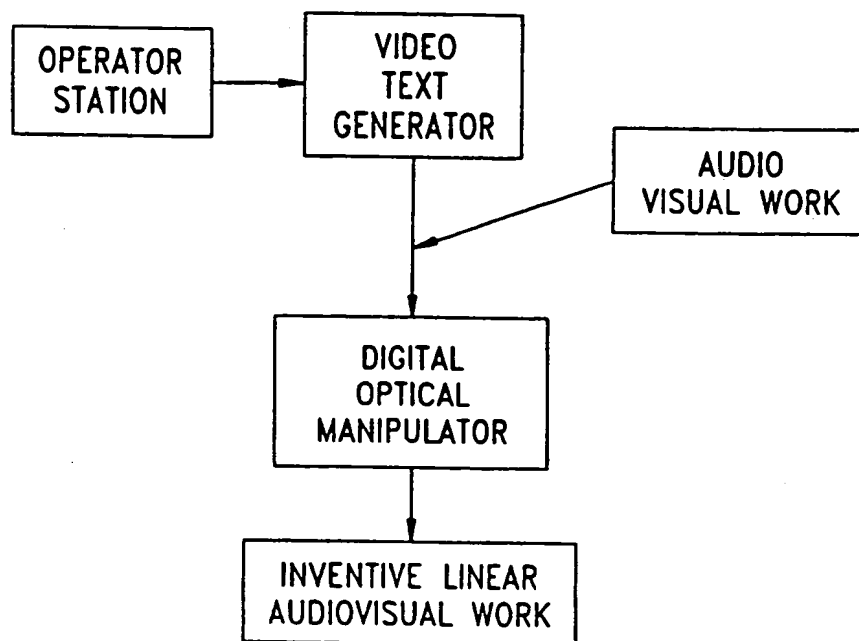 OPERATOR
STATION
VIDEO
TEXT
GENERATOR
AUDIO
VISUAL WORK
DIGITAL
OPTICAL
MANIPULATOR
INVENTIVE LINEAR
AUDIOVISUAL WORK